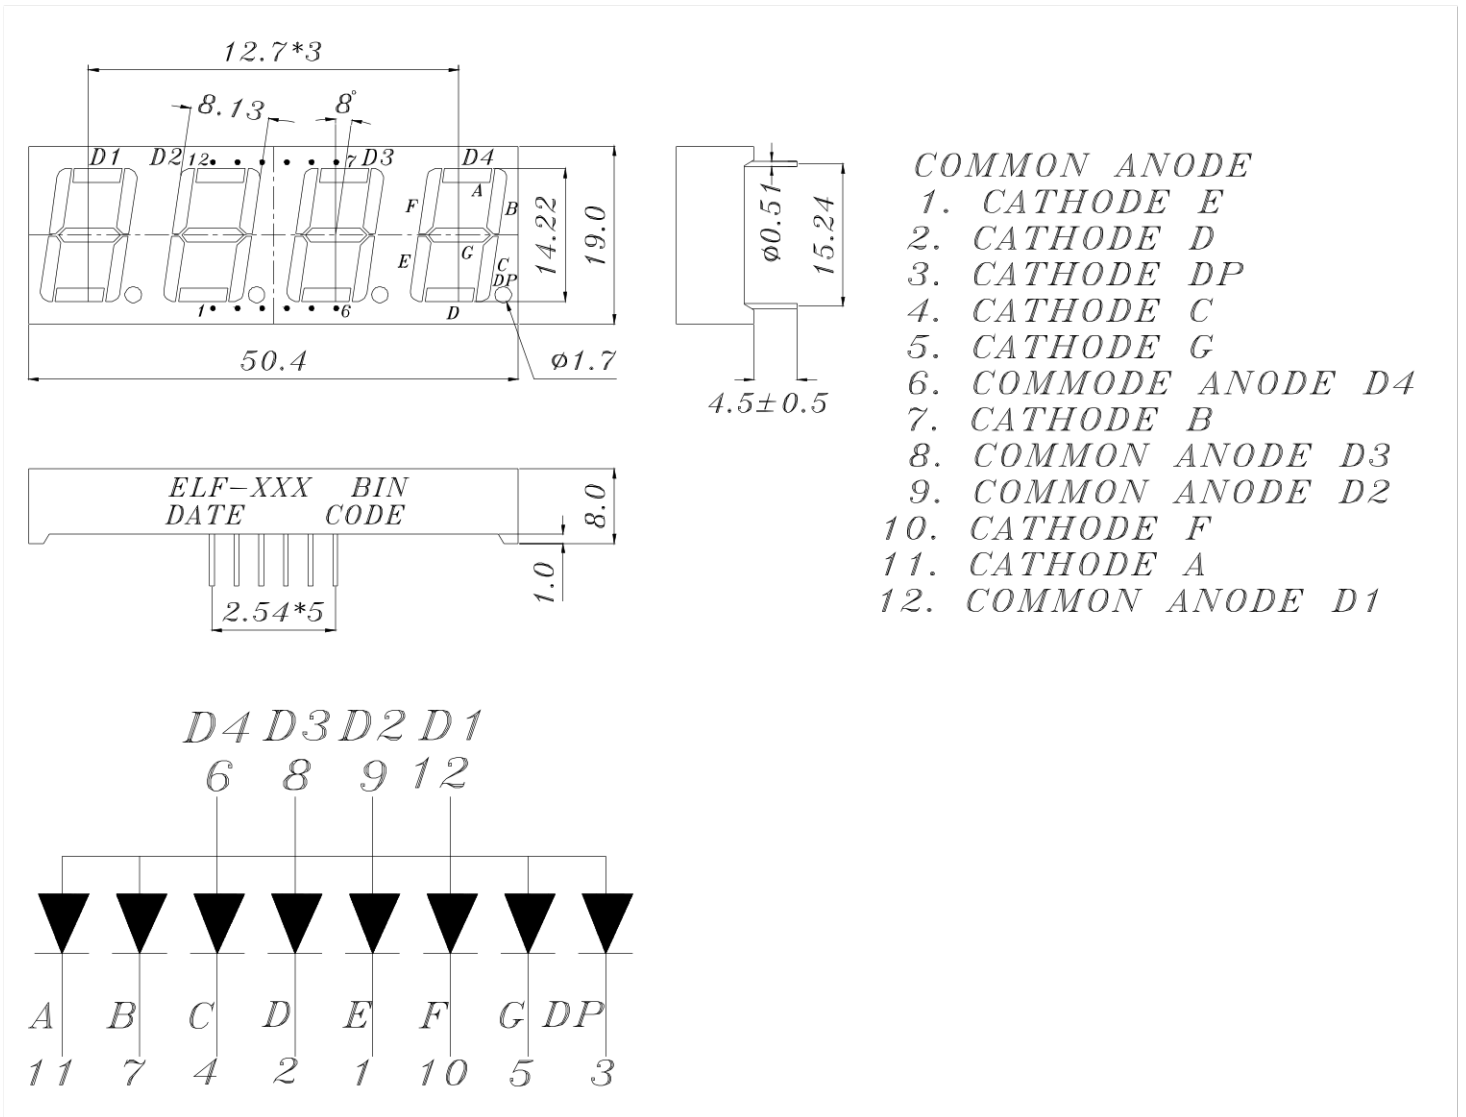 12.7*3
8.13
8°
D1
D2
12
7
D3
D4
A
F
B
E
G
C
DP
1
6
D
14.22
19.0
50.4
ø1.7
ø0.51
15.24
4.5±0.5
COMMON ANODE
1. CATHODE E
2. CATHODE D
3. CATHODE DP
4. CATHODE C
5. CATHODE G
6. COMMODE ANODE D4
7. CATHODE B
8. COMMON ANODE D3
9. COMMON ANODE D2
10. CATHODE F
11. CATHODE A
12. COMMON ANODE D1
ELF-XXX BIN
DATE CODE
8.0
1.0
2.54*5
D4 D3 D2 D1
6 8 9 12
A B C D E F G DP
11 7 4 2 1 10 5 3